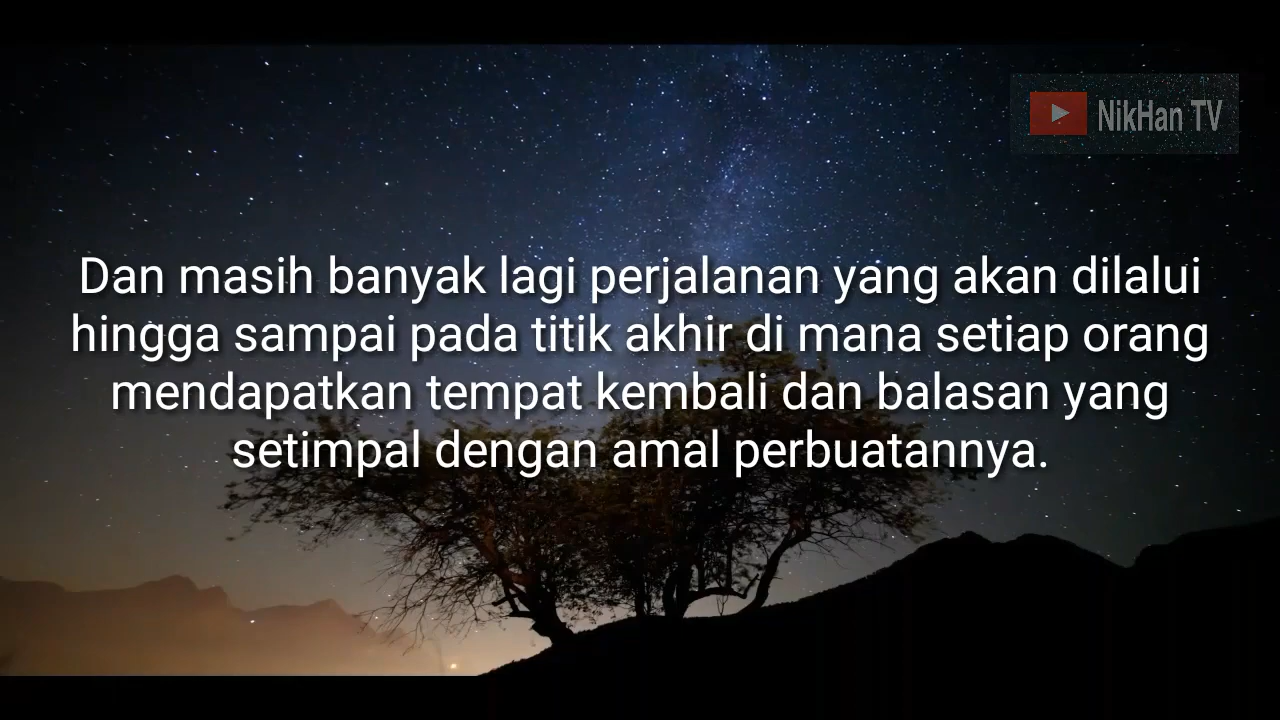 NikHan TV
Dan masih banyak lagi perjalanan yang akan dilalui
hingga sampai pada titik akhir di mana setiap orang
mendapatkan tempat kembali dan balasan yang
setimpal dengan amal perbuatannya.